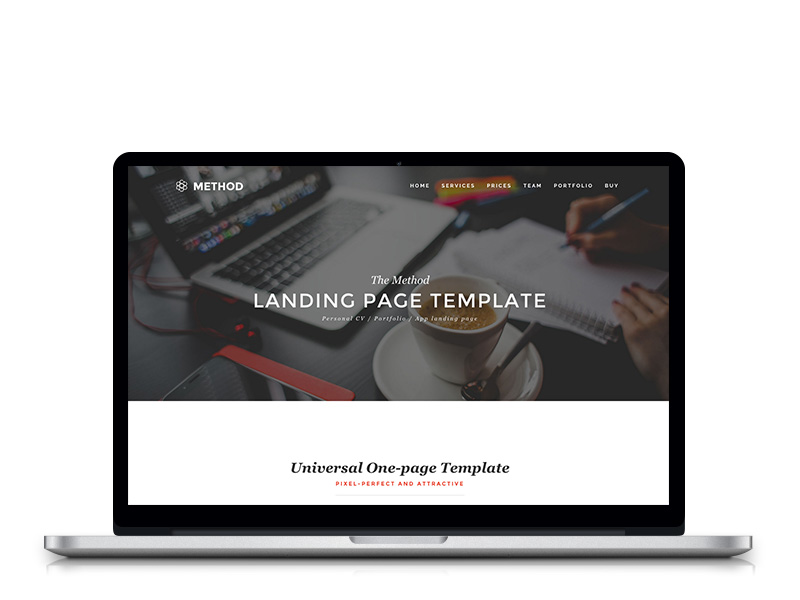 METHOD
HOME SERVICES PRICES TEAM PORTFOLIO BUY
The Method
LANDING PAGE TEMPLATE
Personal CV / Portfolio / App landing page
Universal One-page Template
PIXEL-PERFECT AND ATTRACTIVE